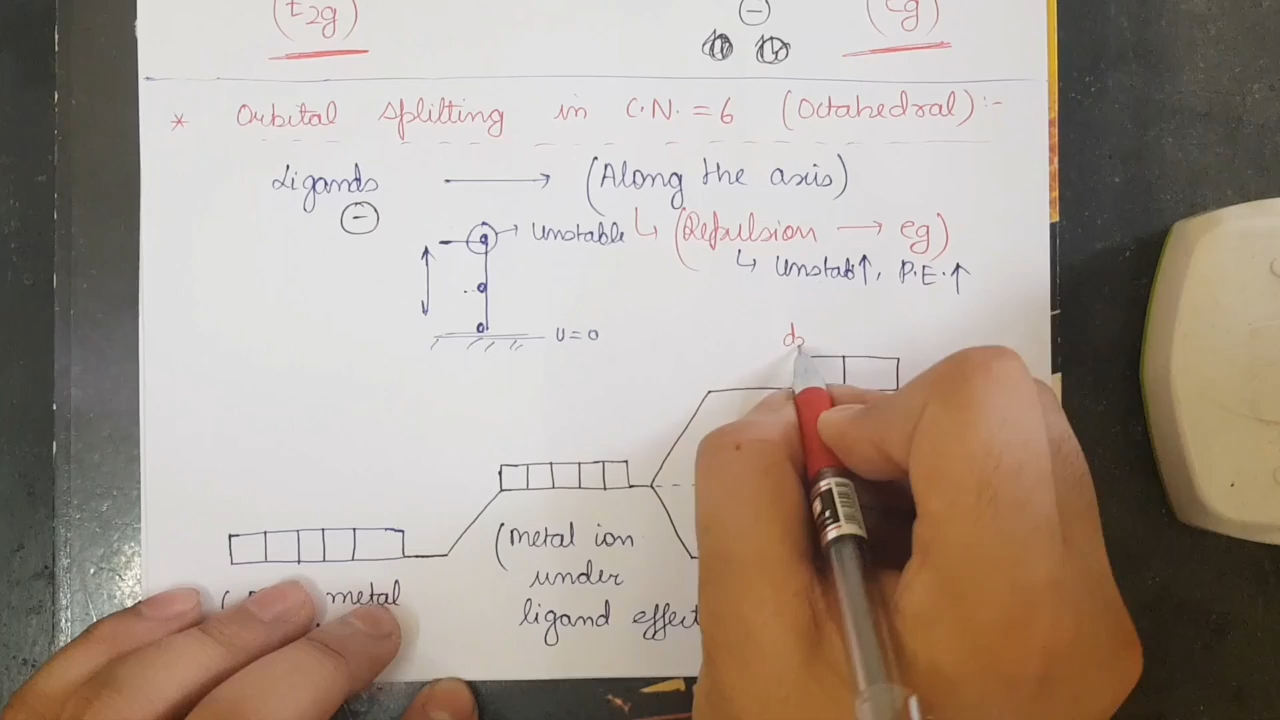 (t2g)
(eg)
* Orbital splitting in C.N. = 6 (Octahedral):-
Ligands ⟶ (Along the axis)
Unstable ↳ (Repulsion → eg)
↳ Unstab↑, P.E.↑
U=0
d
(metal ion
under
ligand effect
metal